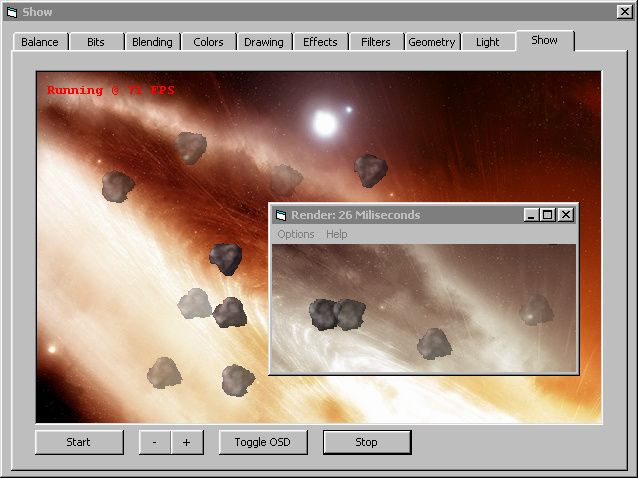 Show
Balance Bits Blending Colors Drawing Effects Filters Geometry Light Show
Running @ 71 FPS
Render: 26 Miliseconds
Options Help
Start - + Toggle OSD Stop